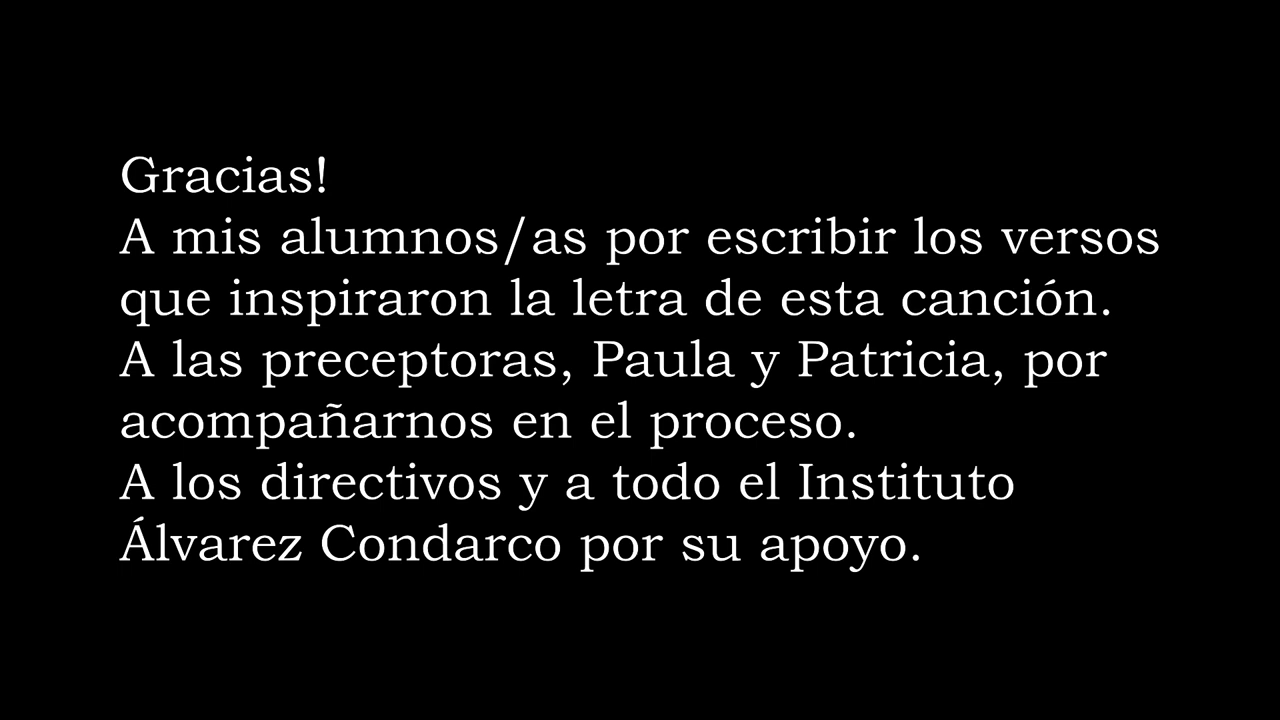 Gracias!
A mis alumnos/as por escribir los versos
que inspiraron la letra de esta canción.
A las preceptoras, Paula y Patricia, por
acompañarnos en el proceso.
A los directivos y a todo el Instituto
Álvarez Condarco por su apoyo.